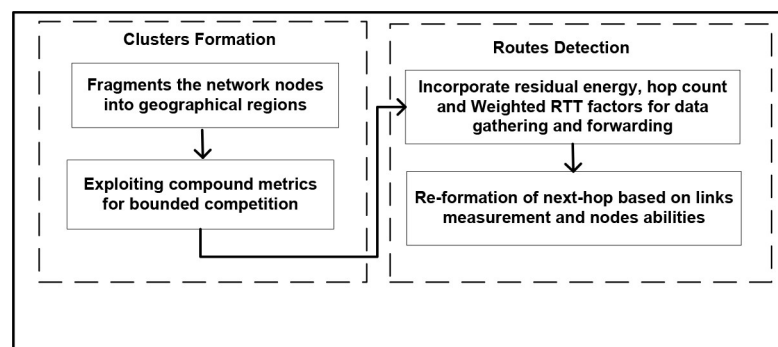 Clusters Formation
Fragments the network nodes
into geographical regions
Exploiting compound metrics
for bounded competition
Routes Detection
Incorporate residual energy, hop count
and Weighted RTT factors for data
gathering and forwarding
Re-formation of next-hop based on links
measurement and nodes abilities